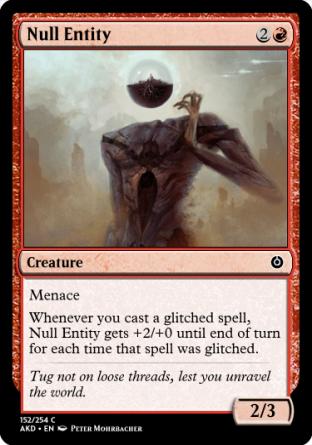 Null Entity 2
Creature
Menace
Whenever you cast a glitched spell,
Null Entity gets +2/+0 until end of turn
for each time that spell was glitched.
Tug not on loose threads, lest you unravel
the world.
152/254 C
AKD • EN Peter Mohrbacher
2/3